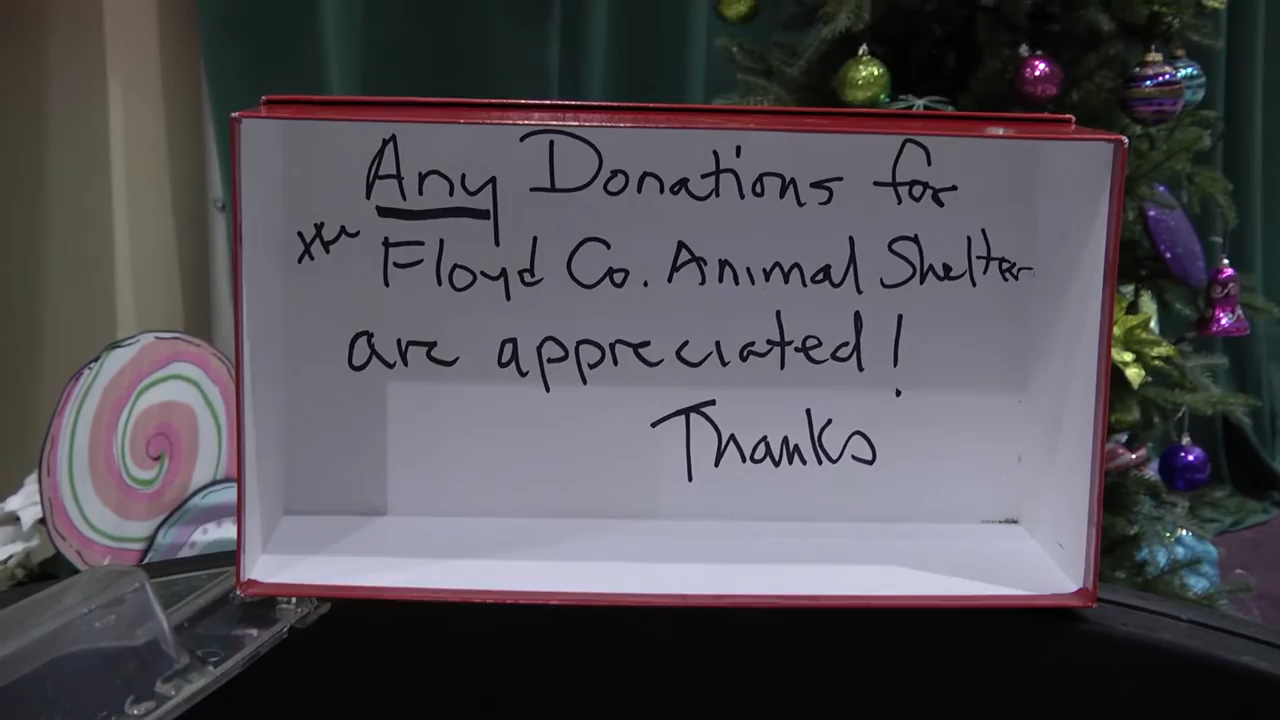 Any Donations for
the Floyd Co. Animal Shelter
are appreciated!
Thanks